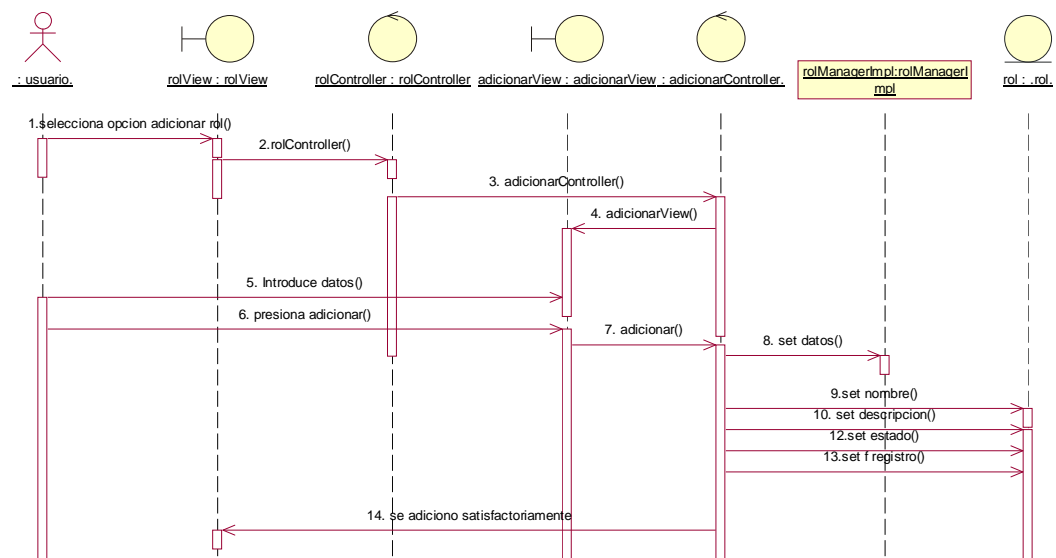 : usuario.
rolView : rolView
rolController : rolController
adicionarView : adicionarView
: adicionarController.
rolManagerImpl:rolManagerI
mpl
rol : .rol.
1.selecciona opcion adicionar rol()
2.rolController()
3. adicionarController()
4. adicionarView()
5. Introduce datos()
6. presiona adicionar()
7. adicionar()
8. set datos()
9.set nombre()
10. set descripcion()
12.set estado()
13.set f registro()
14. se adiciono satisfactoriamente